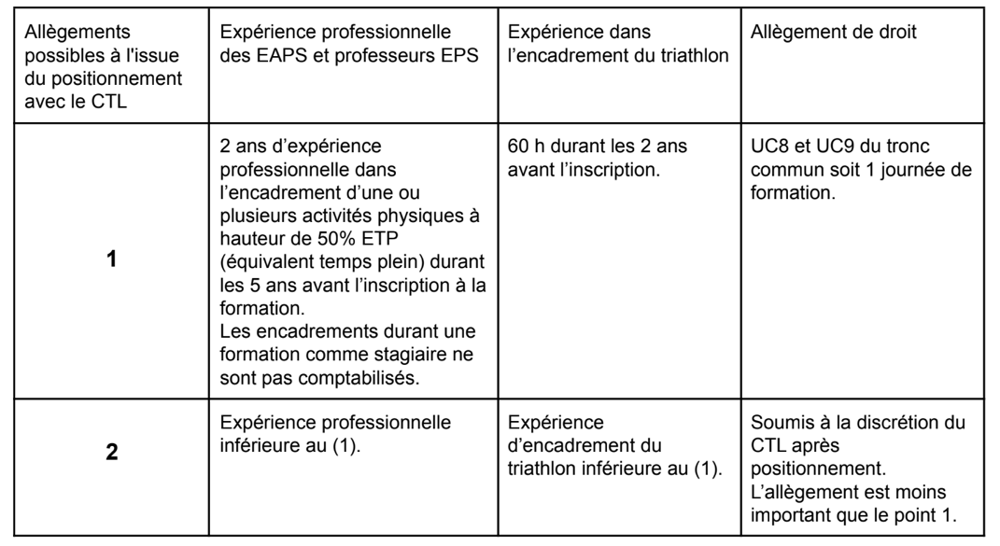 Allègements
possibles à l'issue
du positionnement
avec le CTL
Expérience professionnelle
des EAPS et professeurs EPS
Expérience dans
l’encadrement du triathlon
Allègement de droit
1
2 ans d’expérience
professionnelle dans
l’encadrement d’une ou
plusieurs activités physiques à
hauteur de 50% ETP
(équivalent temps plein) durant
les 5 ans avant l’inscription à la
formation.
Les encadrements durant une
formation comme stagiaire ne
sont pas comptabilisés.
60 h durant les 2 ans
avant l’inscription.
UC8 et UC9 du tronc
commun soit 1 journée de
formation.
2
Expérience professionnelle
inférieure au (1).
Expérience
d’encadrement du
triathlon inférieure au (1).
Soumis à la discrétion du
CTL après
positionnement.
L’allègement est moins
important que le point 1.